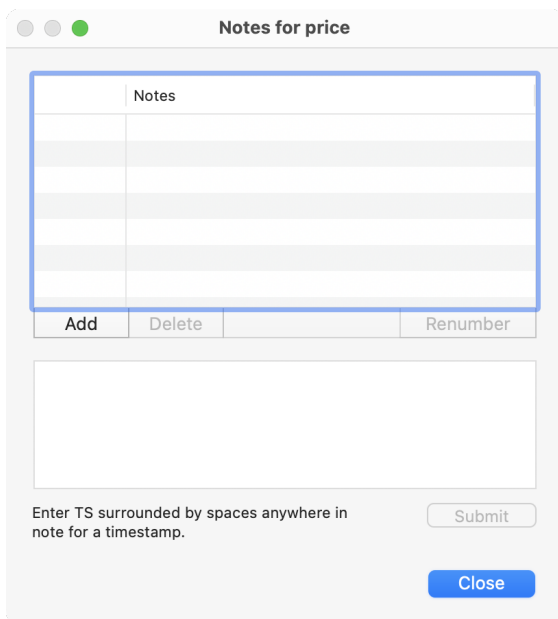 Notes for price
Notes
Add
Delete
Renumber
Enter TS surrounded by spaces anywhere in
note for a timestamp.
Submit
Close